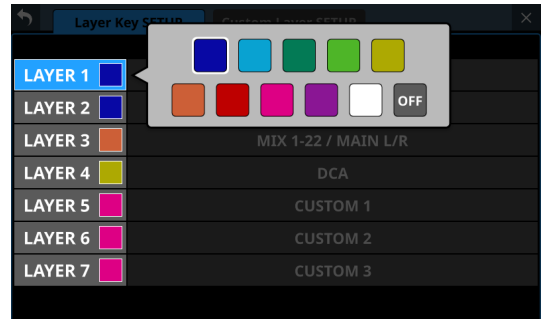 Layer Key SETUP
Custom Layer SETUP
LAYER 1
LAYER 2
OFF
LAYER 3
MIX 1-22 / MAIN L/R
LAYER 4
DCA
LAYER 5
CUSTOM 1
LAYER 6
CUSTOM 2
LAYER 7
CUSTOM 3